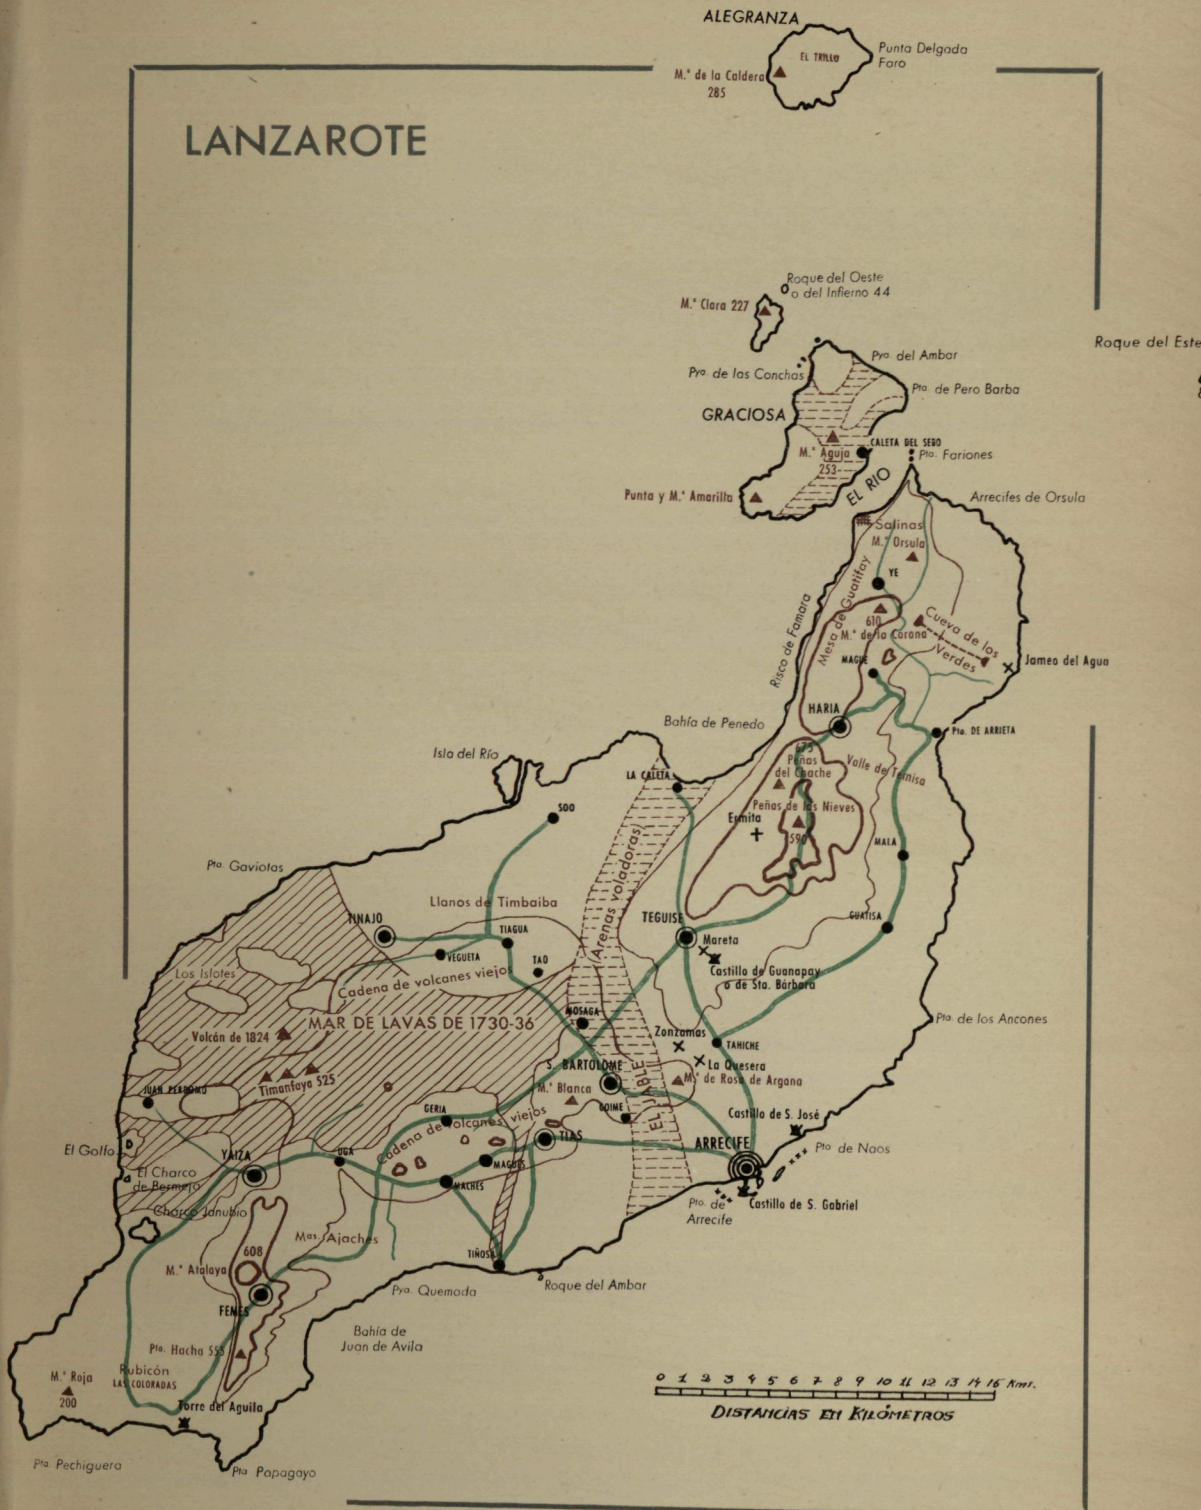 ALEGRANZA
EL TRILLO
Punta Delgada
Faro
M.ª de la Caldera
285
LANZAROTE
Roque del Oeste
o del Infierno 44
M.ª Clara 227
Roque del Este
Pya. del Ambar
Pya. de las Conchas
Pta. de Pero Barba
GRACIOSA
CALETA DEL SEBO
M.ª Aguja
253
Pta. Fariones
EL RIO
Punta y M.ª Amarilla
Arrecifes de Orsula
Salinas
M.ª Orsula
YE
Mesa de Guatifay
Risco de Famara
610
M.ª de la Corona
Cueva de los
Verdes
MAGUE
Jameo del Agua
HARIA
Bahía de Penedo
Pto. DE ARRIETA
Isla del Río
675
Peñas
del Chache
Valle de Temisa
LA CALETA
Peñas de las Nieves
590
Ermita
SOO
MALA
Arenas voladoras
Pta. Gaviotas
Llanos de Timbaiba
TINAJO
TEGUISE
GUATISA
TIAGUA
VEGUETA
TAO
Mareta
Castillo de Guanapay
o de Sta. Bárbara
Los Islotes
Cadena de volcanes viejos
MAR DE LAVAS DE 1730-36
MOSAGA
Pta. de los Ancones
Volcán de 1824
Zonzamas
TAHICHE
La Quesera
S. BARTOLOME
M.ª de Rosa de Argana
Timanfaya 525
JUAN PERDOMO
M.ª Blanca
EL JABLE
GERIA
GOIME
Castillo de S. José
Cadena de volcanes viejos
TIAS
ARRECIFE
Pto de Naos
El Golfo
YAIZA
UGA
MAGUES
MACHES
El Charco
de Bermejo
Charco Janubio
Pto. de
Arrecife
Castillo de S. Gabriel
Mas. Ajaches
608
M.ª Atalaya
TIÑOSA
Roque del Ambar
Pya. Quemada
FEMES
Bahía de
Juan de Avila
Pta. Hacha 553
M.ª Roja
200
Rubicón
LAS COLORADAS
Torre del Aguila
Pta. Pechiguera
Pta Papagayo
0 1 2 3 4 5 6 7 8 9 10 11 12 13 14 15 Kms.
DISTANCIAS EN KILÓMETROS